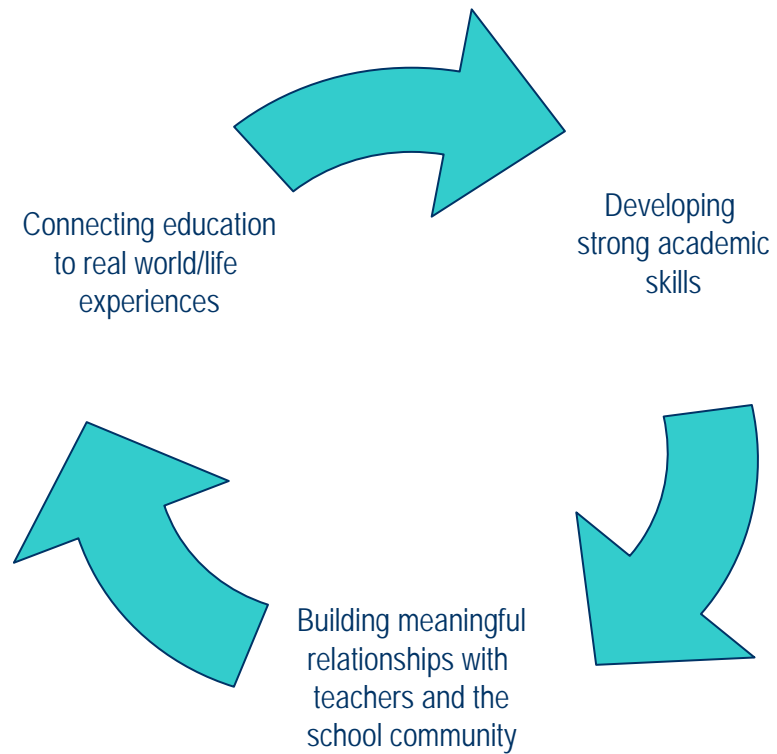 Connecting education
to real world/life
experiences
Developing
strong academic
skills
Building meaningful
relationships with
teachers and the
school community